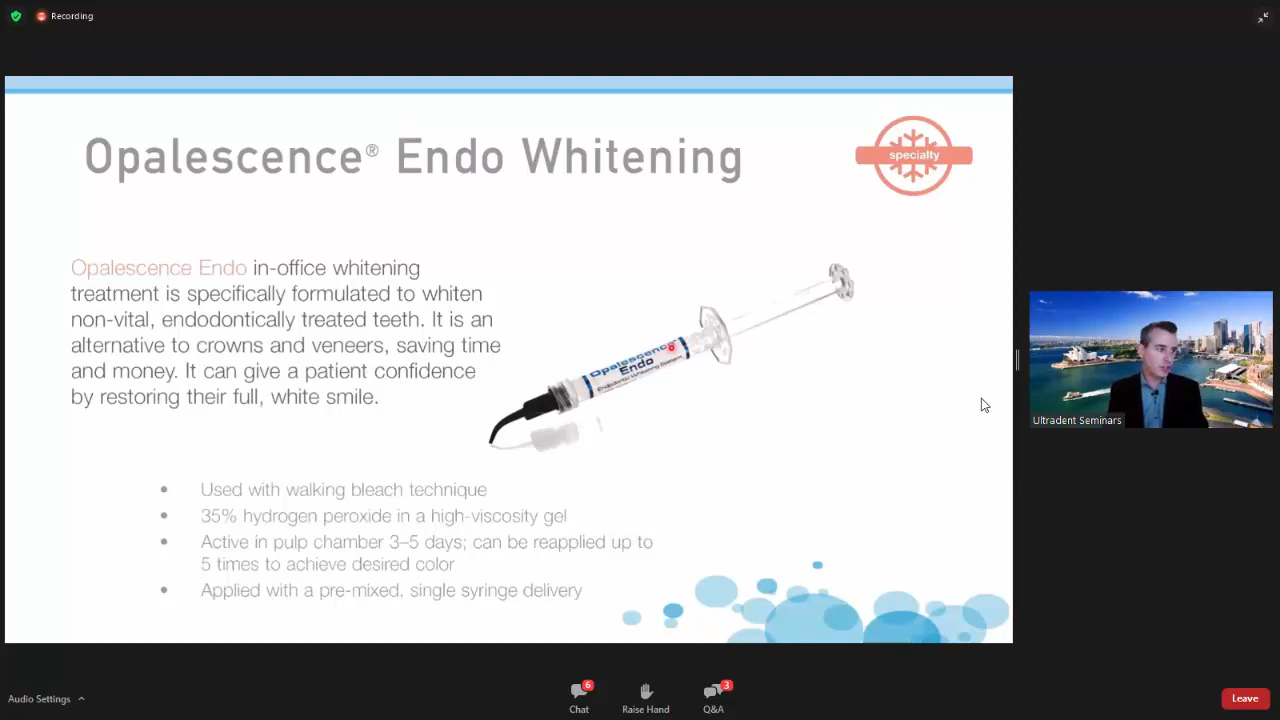 Recording
Opalescence® Endo Whitening
specialty
Opalescence Endo in-office whitening
treatment is specifically formulated to whiten
non-vital, endodontically treated teeth. It is an
alternative to crowns and veneers, saving time
and money. It can give a patient confidence
by restoring their full, white smile.
Opalescence
Endo
Endodontic Whitening
• Used with walking bleach technique
• 35% hydrogen peroxide in a high-viscosity gel
• Active in pulp chamber 3–5 days; can be reapplied up to
5 times to achieve desired color
• Applied with a pre-mixed, single syringe delivery
Ultradent Seminars
Audio Settings
6
Chat
Raise Hand
3
Q&A
Leave